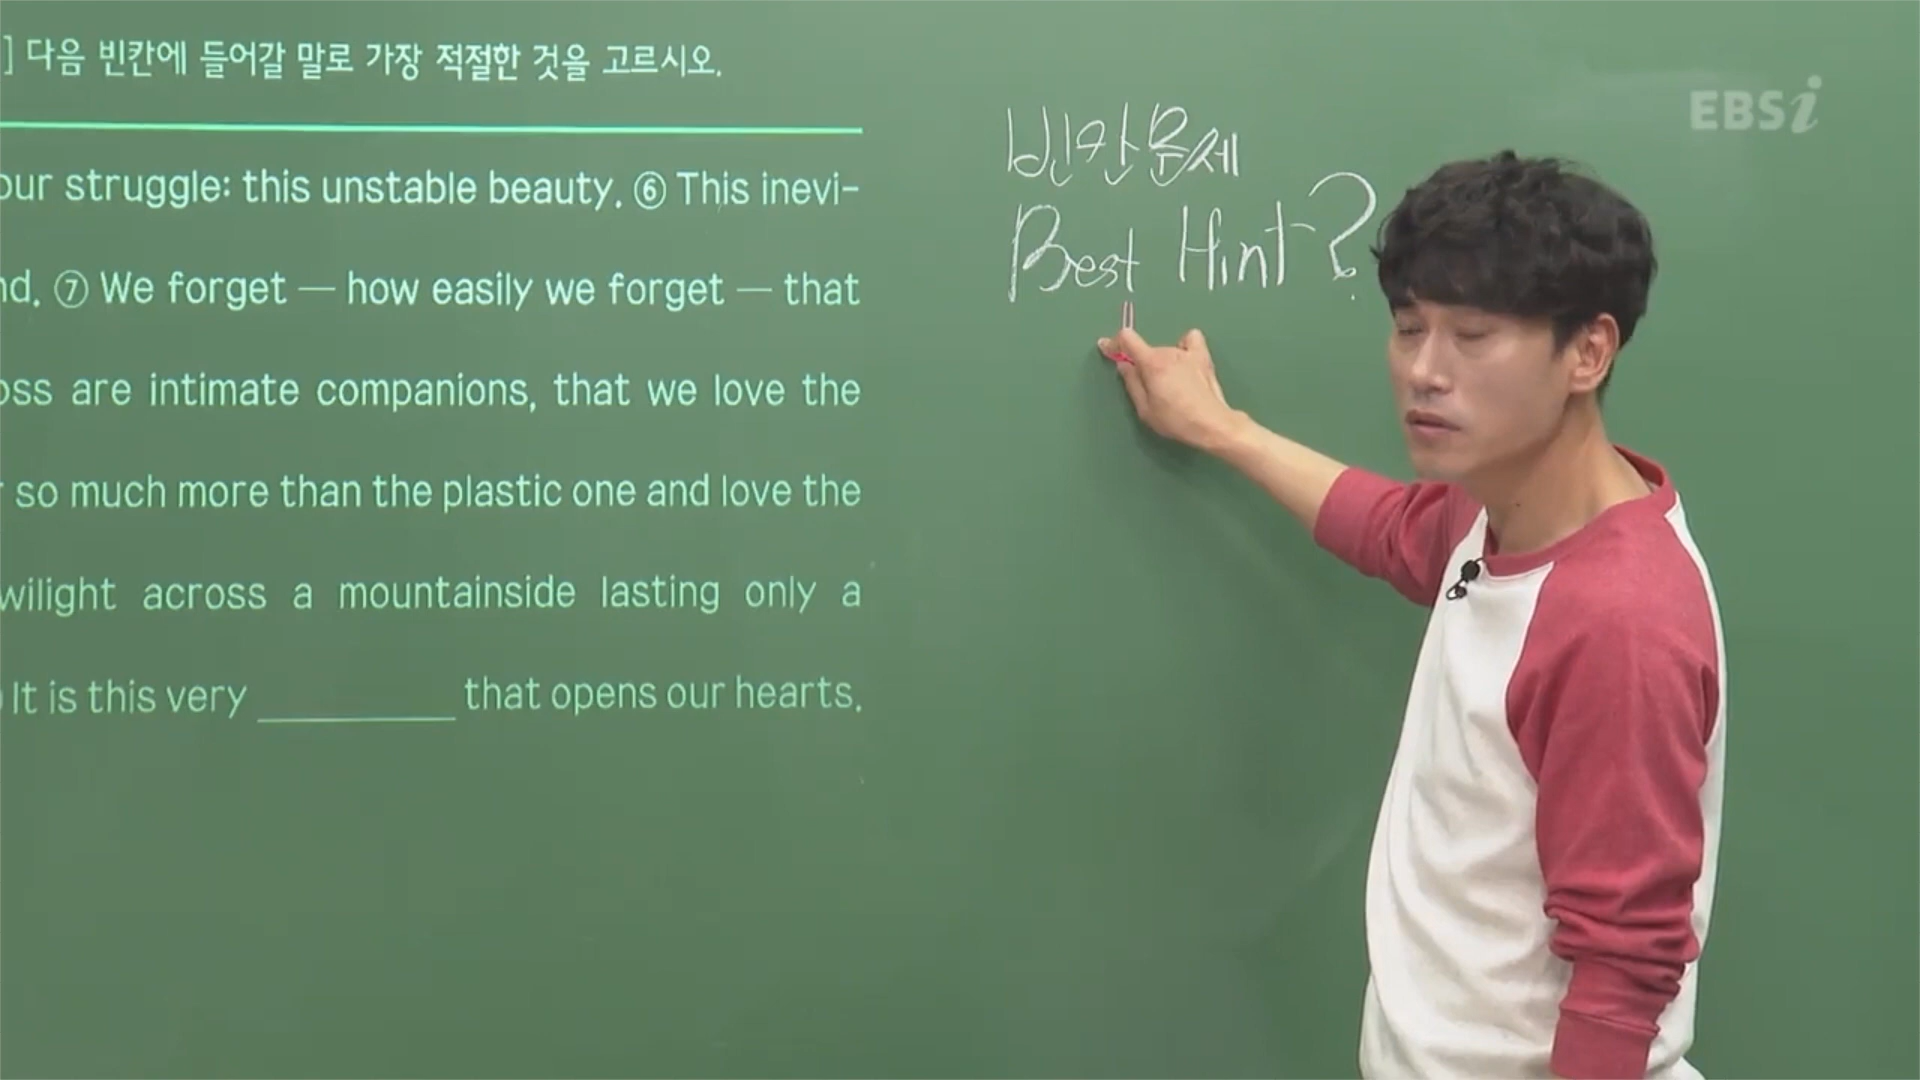 ] 다음 빈칸에 들어갈 말로 가장 적절한 것을 고르시오.
our struggle: this unstable beauty. ⑥ This inevi-
nd. ⑦ We forget — how easily we forget — that
oss are intimate companions, that we love the
r so much more than the plastic one and love the
wilight across a mountainside lasting only a
It is this very __________ that opens our hearts.
빈칸문제
Best Hint?
EBSi